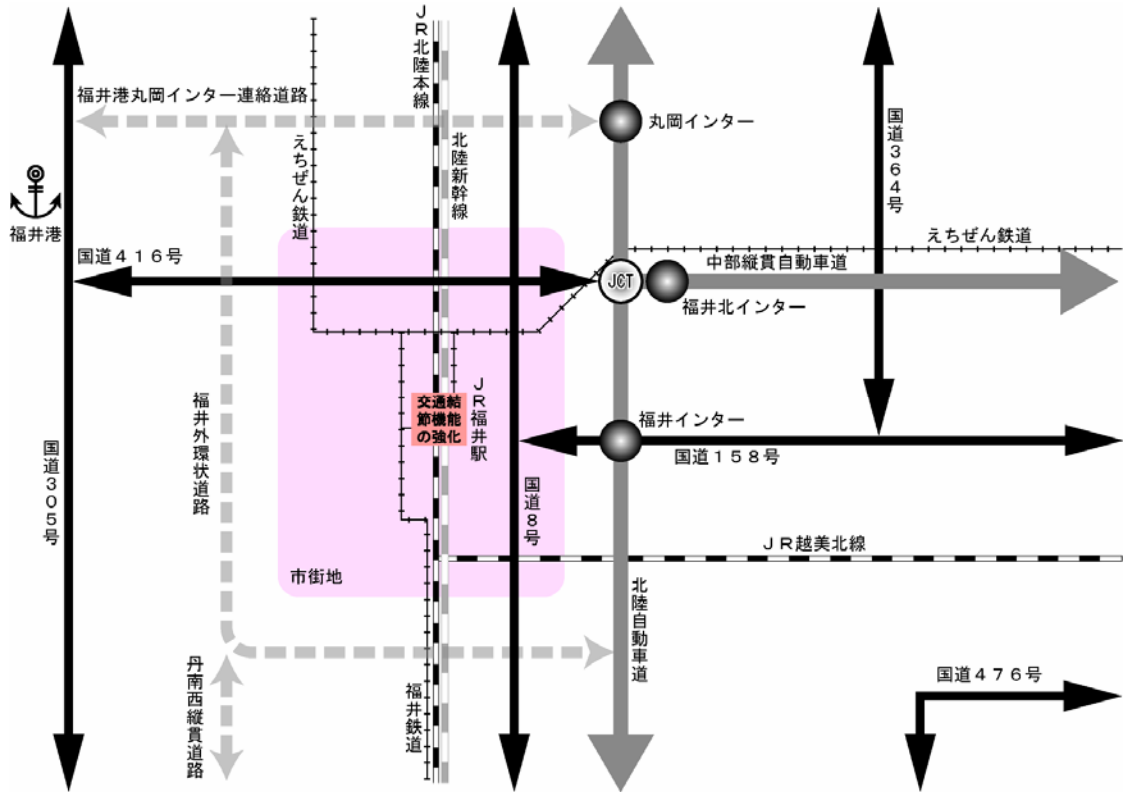 JR北陸本線
福井港丸岡インター連絡道路
丸岡インター
国道364号
えちぜん鉄道
北陸新幹線
福井港
国道416号
えちぜん鉄道
中部縦貫自動車道
JCT
福井北インター
交通結
節機能
の強化
JR福井駅
福井インター
国道158号
福井外環状道路
国道305号
国道8号
JR越美北線
市街地
北陸自動車道
丹南西縦貫道路
福井鉄道
国道476号